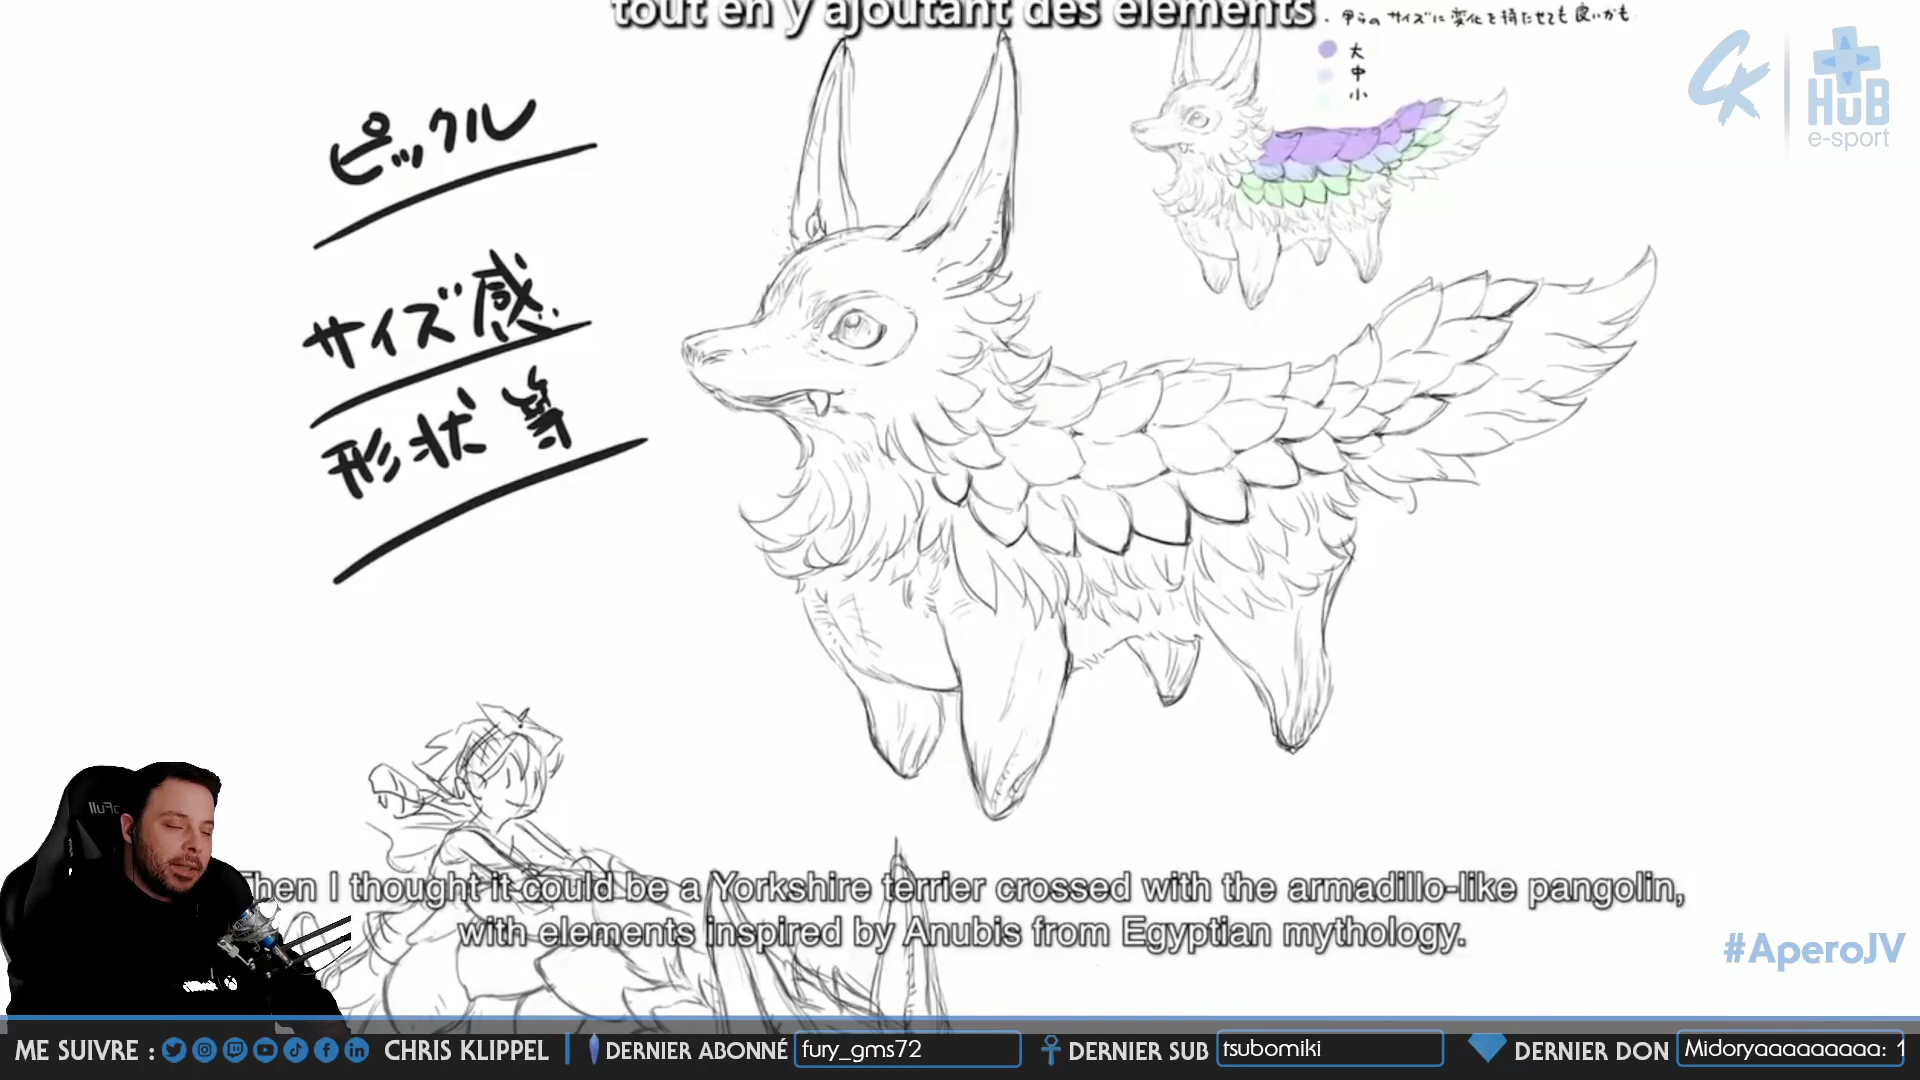 tout en y ajoutant des éléments
・甲らのサイズに変化を持たせても良いかも
大
中
小
CK
HUB
e-sport
ピックル
サイズ感
形状等
Then I thought it could be a Yorkshire terrier crossed with the armadillo-like pangolin,
with elements inspired by Anubis from Egyptian mythology.
#AperoJV
ME SUIVRE : CHRIS KLIPPEL DERNIER ABONNÉ fury_gms72 DERNIER SUB tsubomiki DERNIER DON Midoryaaaaaaaaaa: